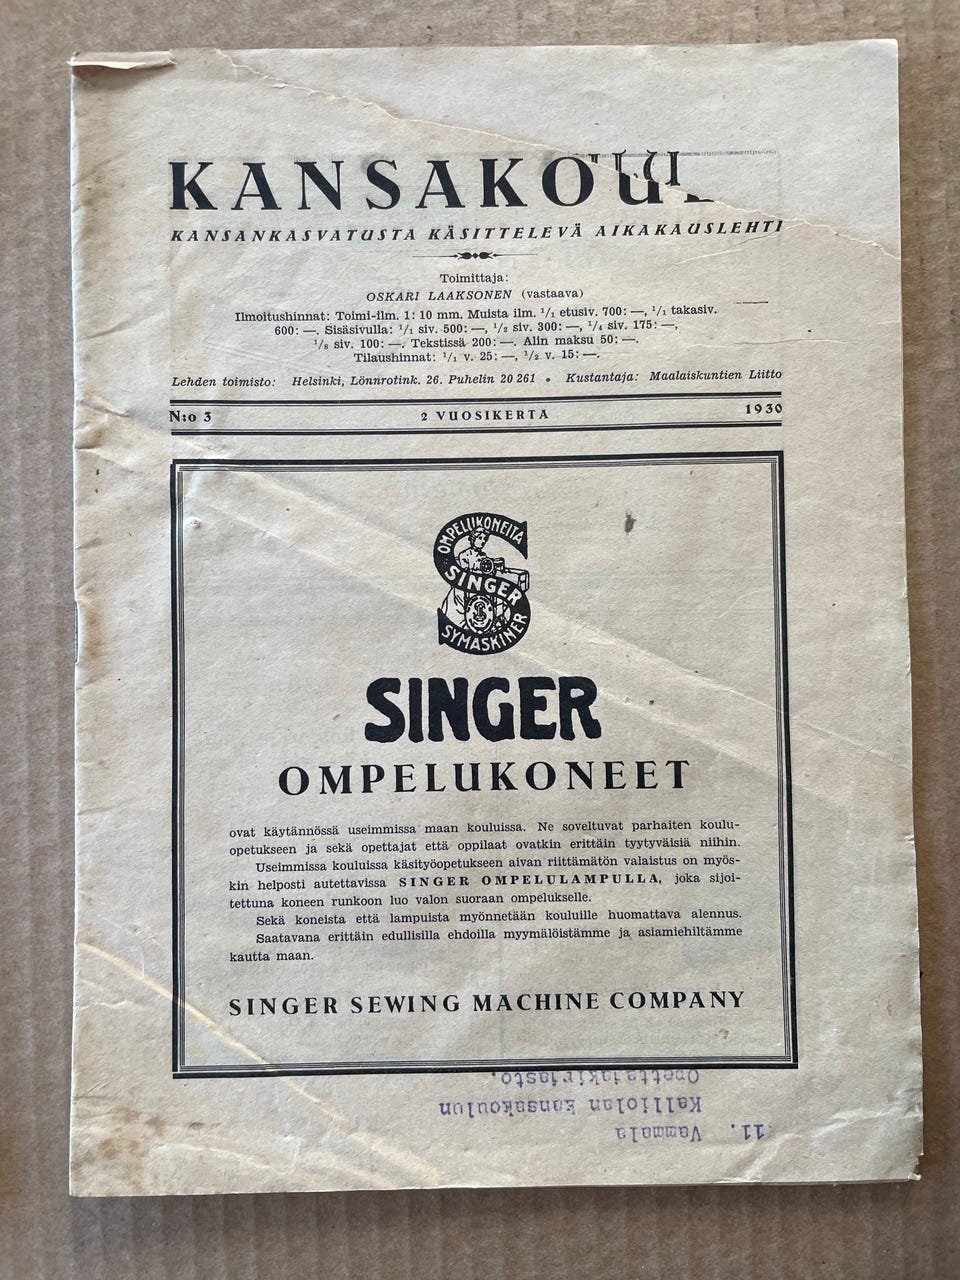 KANSAKOUL
KANSANKASVATUSTA KÄSITTELEVÄ AIKAKAUSLEHTI
Toimittaja:
OSKARI LAAKSONEN (vastaava)
Ilmoitushinnat: Toimi-ilm. 1: 10 mm. Muista ilm. 1/1 etusiv. 700: —, 1/1 takasiv.
600: —. Sisäsivulla: 1/1 siv. 500: —, 1/2 siv. 300: —, 1/4 siv. 175: —,
1/8 siv. 100: —. Tekstissä 200: —. Alin maksu 50: —.
Tilaushinnat: 1/1 v. 25: —, 1/2 v. 15: —.
Lehden toimisto: Helsinki, Lönnrotink. 26. Puhelin 20 261 • Kustantaja: Maalaiskuntien Liitto
N:o 3 2 VUOSIKERTA 1930
OMPELUKONEITA
SINGER
SYMASKINER
SINGER
OMPELUKONEET
ovat käytännössä useimmissa maan kouluissa. Ne soveltuvat parhaiten koulu-
opetukseen ja sekä opettajat että oppilaat ovatkin erittäin tyytyväisiä niihin.
Useimmissa kouluissa käsityöopetukseen aivan riittämätön valaistus on myös-
kin helposti autettavissa SINGER OMPELULAMPULLA, joka sijoi-
tettuna koneen runkoon luo valon suoraan ompelukselle.
Sekä koneista että lampuista myönnetään kouluille huomattava alennus.
Saatavana erittäin edullisilla ehdoilla myymälöistämme ja asiamiehiltämme
kautta maan.
SINGER SEWING MACHINE COMPANY
11. Vammala
Kalliolan kansakoulun
Opettajakirjasto.